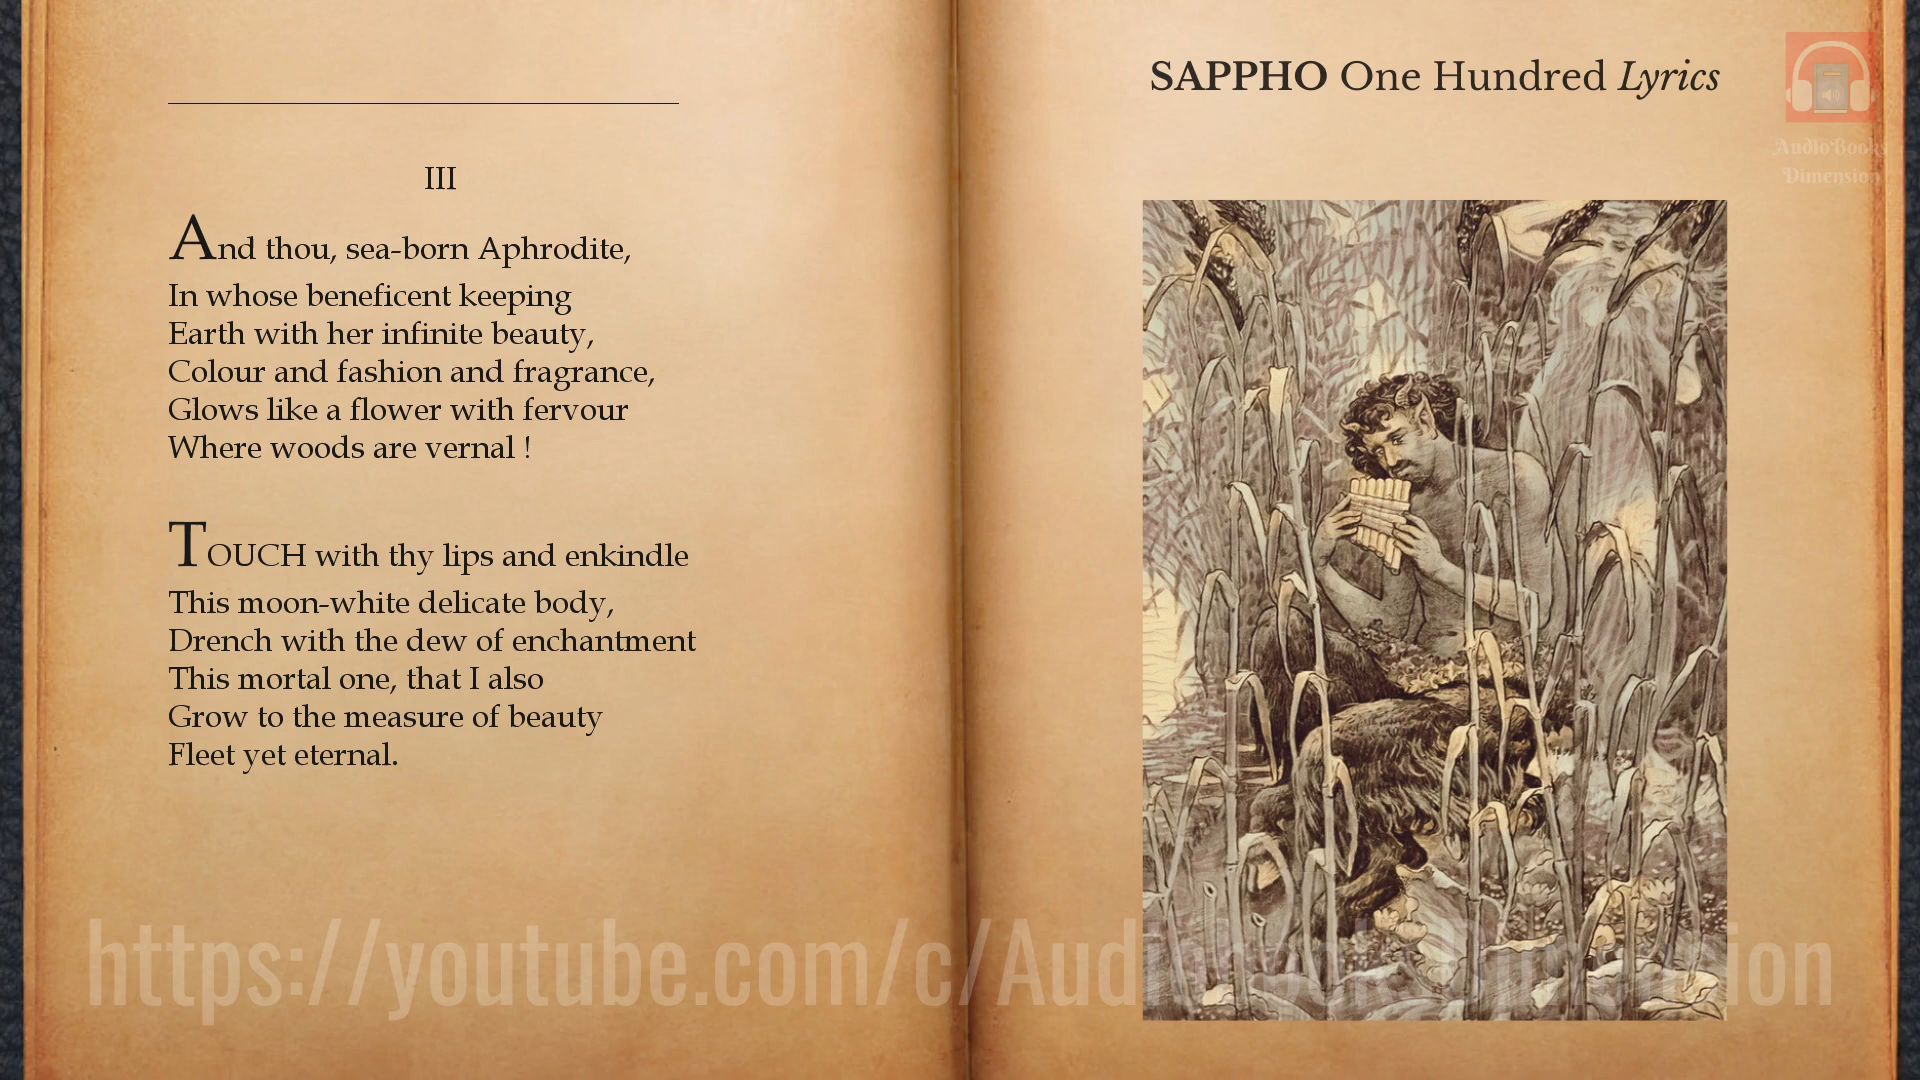 III
And thou, sea-born Aphrodite,
In whose beneficent keeping
Earth with her infinite beauty,
Colour and fashion and fragrance,
Glows like a flower with fervour
Where woods are vernal !
TOUCH with thy lips and enkindle
This moon-white delicate body,
Drench with the dew of enchantment
This mortal one, that I also
Grow to the measure of beauty
Fleet yet eternal.
SAPPHO One Hundred Lyrics
AudioBooks
Dimension
https://youtube.com/c/AudiobookDimension